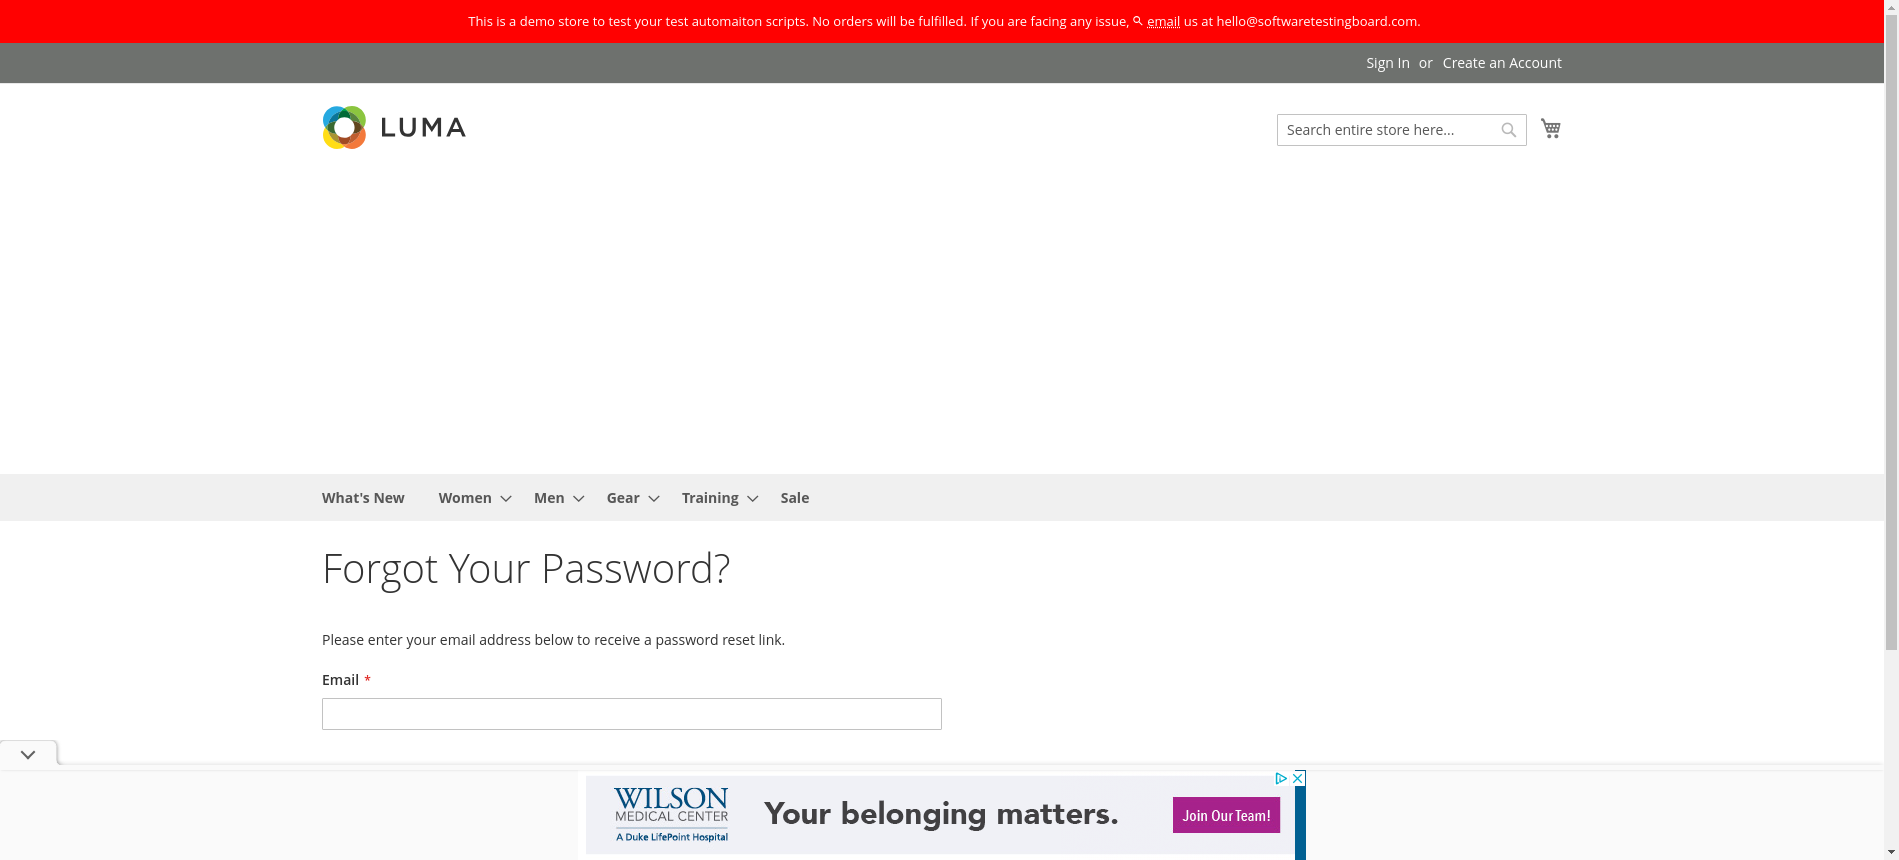 This is a demo store to test your test automaiton scripts. No orders will be fulfilled. If you are facing any issue, email us at hello@softwaretestingboard.com.
Sign In or Create an Account
LUMA
Search entire store here...
What's New Women Men Gear Training Sale
Forgot Your Password?
Please enter your email address below to receive a password reset link.
Email *
WILSON
MEDICAL CENTER
A Duke LifePoint Hospital
Your belonging matters.
Join Our Team!